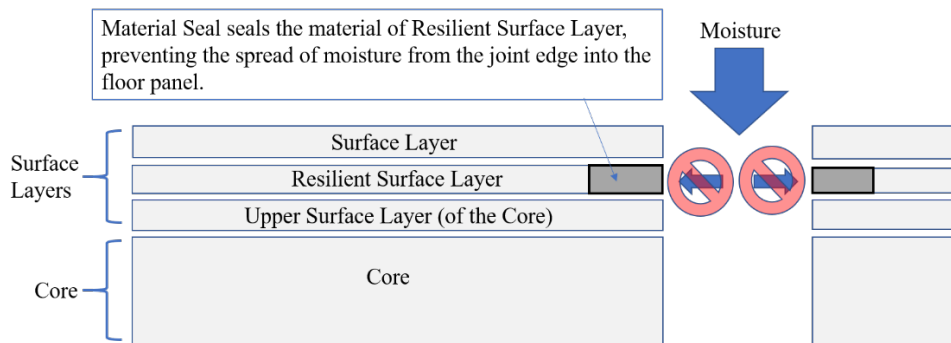 Material Seal seals the material of Resilient Surface Layer,
preventing the spread of moisture from the joint edge into the
floor panel.
Moisture
Surface Layer
Surface
Layers
Resilient Surface Layer
Upper Surface Layer (of the Core)
Core
Core